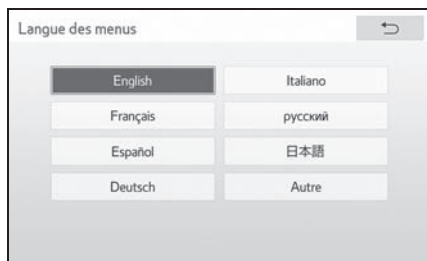 Langue des menus
English
Italiano
Français
русский
Español
日本語
Deutsch
Autre